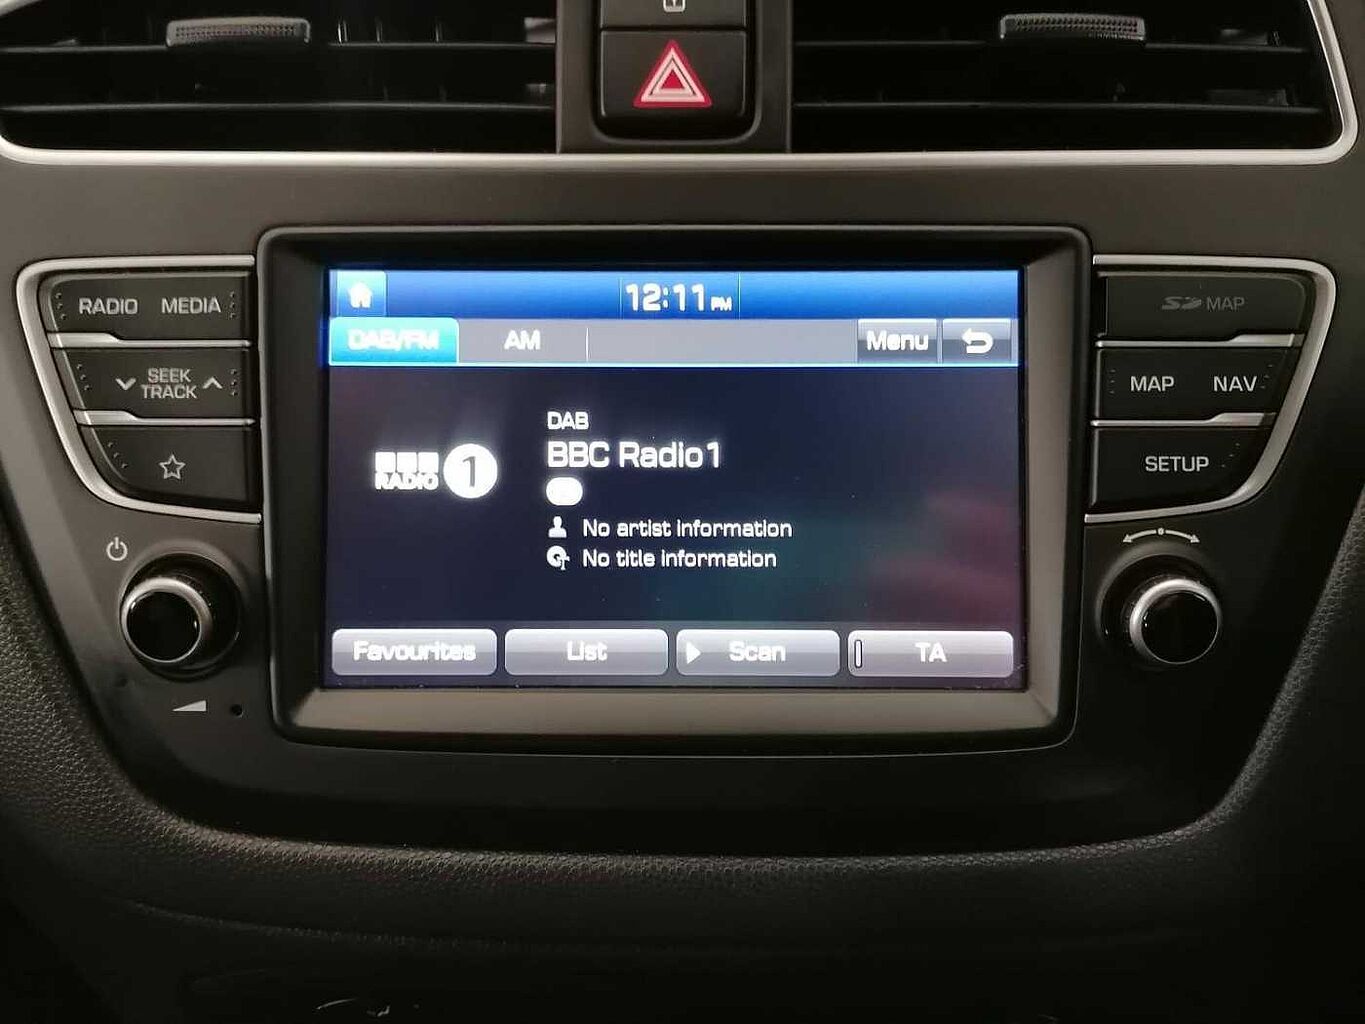 12:11 PM
DAB/FM
AM
Menu
RADIO MEDIA
SEEK
TRACK
SD MAP
MAP NAV
SETUP
DAB
BBC
RADIO 1
BBC Radio1
No artist information
No title information
Favourites
List
Scan
TA